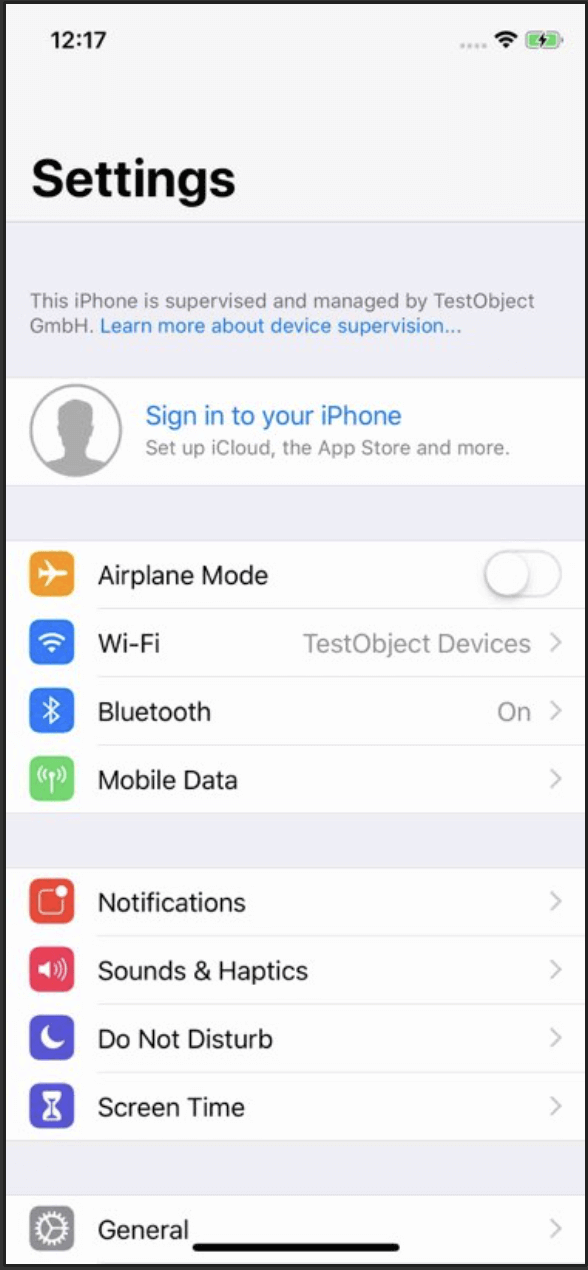 12:17
Settings
This iPhone is supervised and managed by TestObject
GmbH. Learn more about device supervision...
Sign in to your iPhone
Set up iCloud, the App Store and more.
Airplane Mode
Wi-Fi TestObject Devices
Bluetooth On
Mobile Data
Notifications
Sounds & Haptics
Do Not Disturb
Screen Time
General